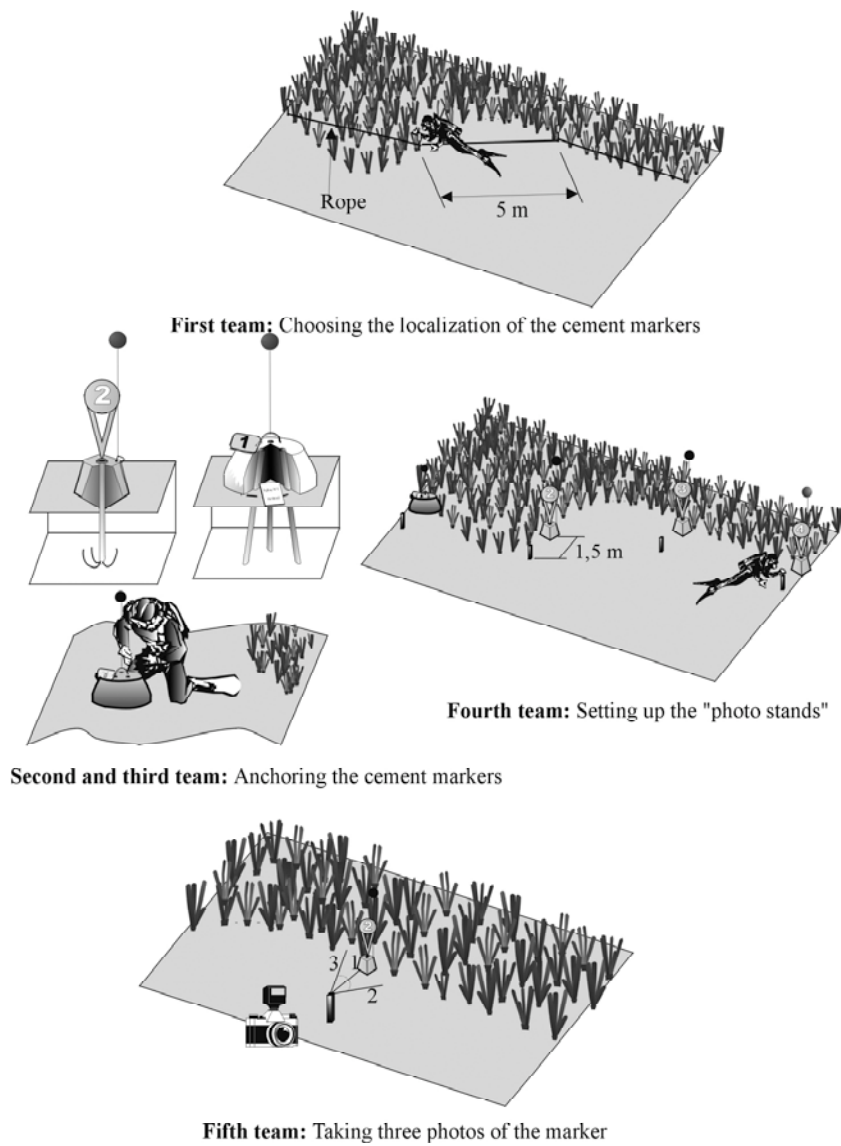 Rope
5 m
First team: Choosing the localization of the cement markers
2
1
2
3
1,5 m
Fourth team: Setting up the "photo stands"
Second and third team: Anchoring the cement markers
2
3
1
2
Fifth team: Taking three photos of the marker